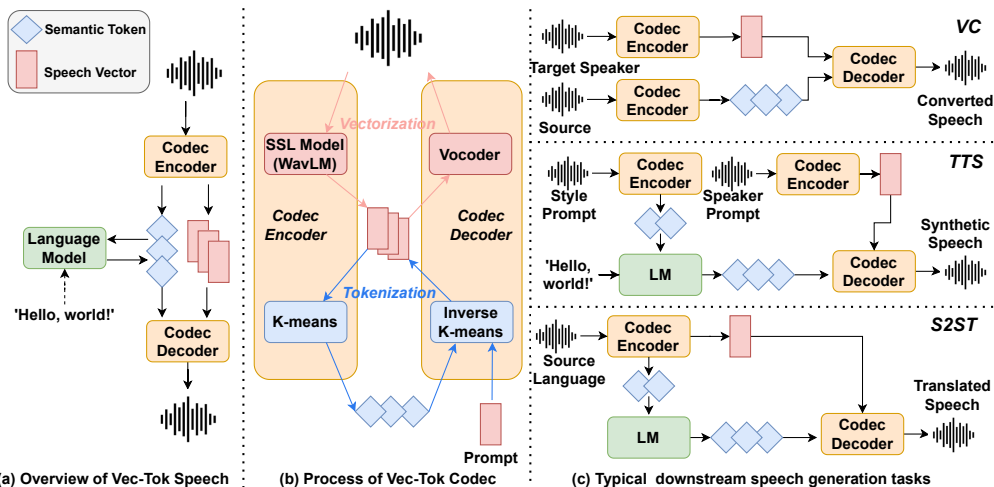 Semantic Token
Speech Vector
Codec
Encoder
Language
Model
'Hello, world!'
Codec
Decoder
(a) Overview of Vec-Tok Speech
Vectorization
SSL Model
(WavLM)
Vocoder
Codec
Encoder
Codec
Decoder
Tokenization
K-means
Inverse
K-means
Prompt
(b) Process of Vec-Tok Codec
VC
Codec
Encoder
Target Speaker
Codec
Encoder
Source
Codec
Decoder
Converted
Speech
TTS
Codec
Encoder
Style
Prompt
Codec
Encoder
Speaker
Prompt
'Hello,
world!'
LM
Codec
Decoder
Synthetic
Speech
S2ST
Codec
Encoder
Source
Language
LM
Codec
Decoder
Translated
Speech
(c) Typical downstream speech generation tasks